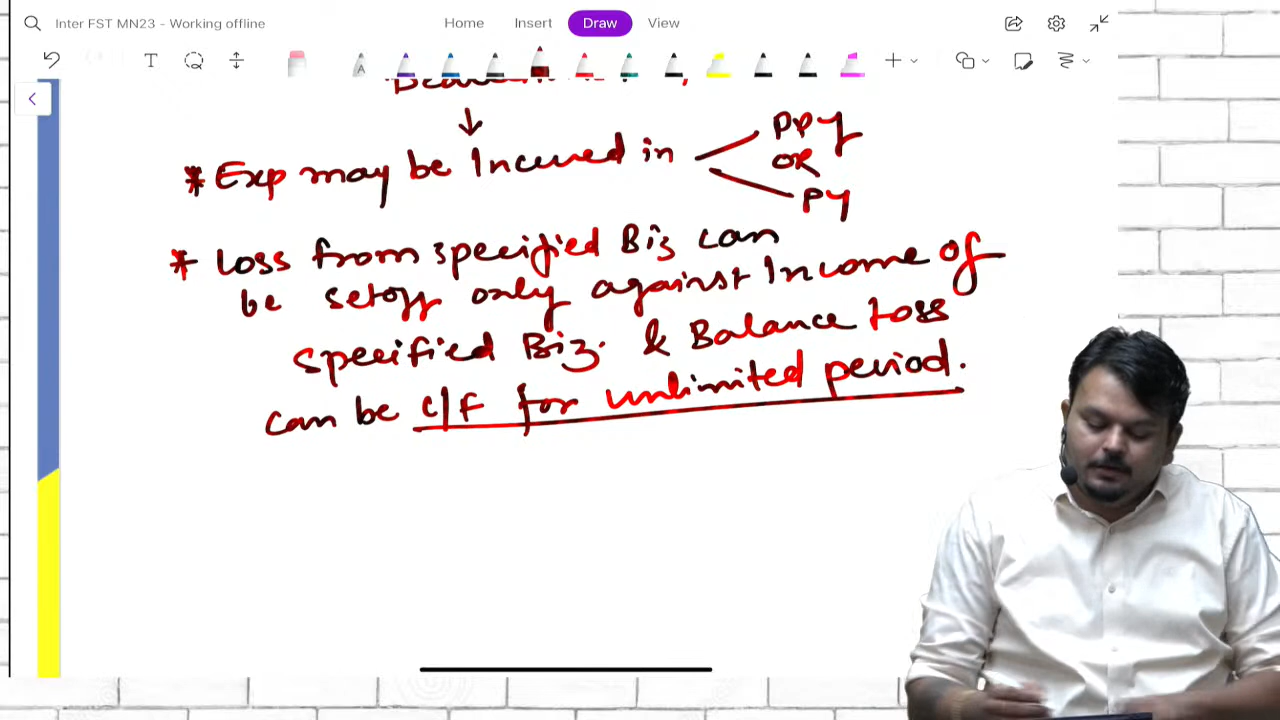 Inter FST MN23 - Working offline
Home Insert Draw View
T
A
* Exp may be Incurred in
PPY
OR
PY
* Loss from specified Biz can
be setoff only against Income of
specified Biz. & Balance Loss
can be C/F for unlimited period.